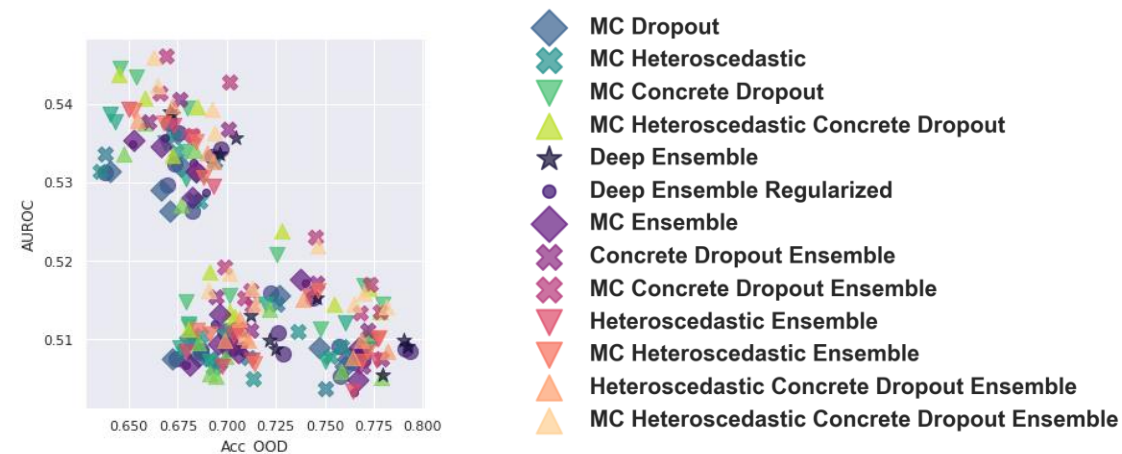 MC Dropout
MC Heteroscedastic
MC Concrete Dropout
MC Heteroscedastic Concrete Dropout
Deep Ensemble
Deep Ensemble Regularized
MC Ensemble
Concrete Dropout Ensemble
MC Concrete Dropout Ensemble
Heteroscedastic Ensemble
MC Heteroscedastic Ensemble
Heteroscedastic Concrete Dropout Ensemble
MC Heteroscedastic Concrete Dropout Ensemble
AUROC
0.54
0.53
0.52
0.51
0.650 0.675 0.700 0.725 0.750 0.775 0.800
Acc_OOD